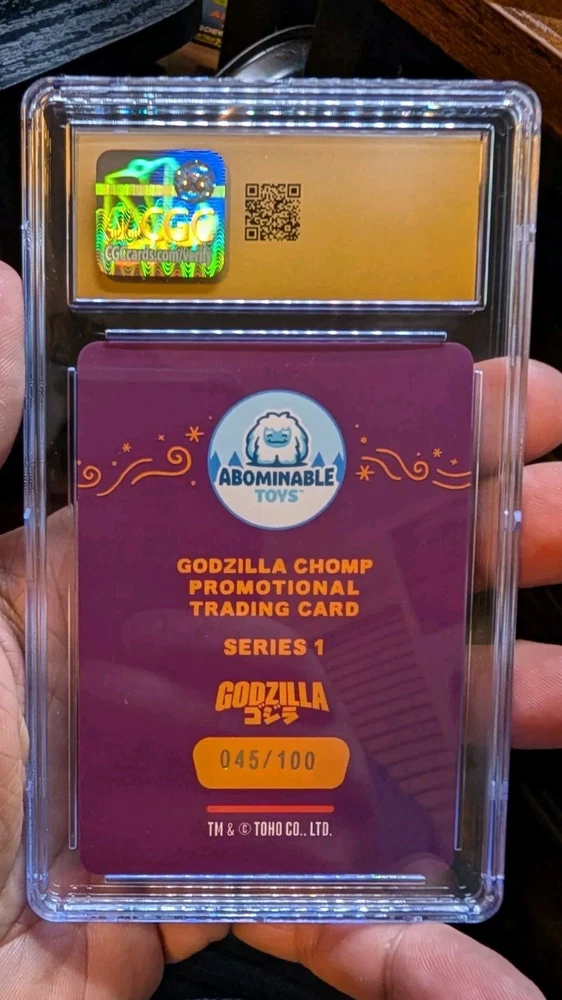 CGC
CGCcards.com/Verify
ABOMINABLE
TOYS™
GODZILLA CHOMP
PROMOTIONAL
TRADING CARD
SERIES 1
GODZILLA
ゴジラ
045/100
TM & © TOHO CO., LTD.